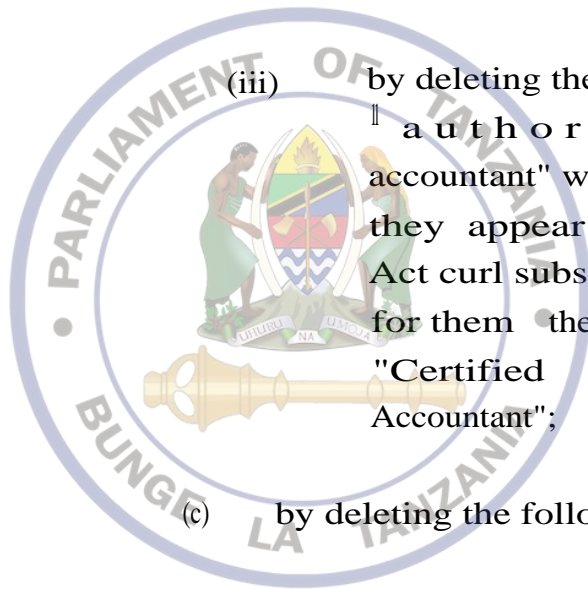 PARLIAMENT OF TANZANIA
(iii) by deleting the
" a u t h o r
accountant" w
they appear
Act curl subs
for them the
"Certified
Accountant";
UHURU NA UMOJA
(c) by deleting the follo
BUNGE LA TANZANIA